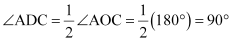 ∠ADC = 1/2 ∠AOC = 1/2 (180°) = 90°